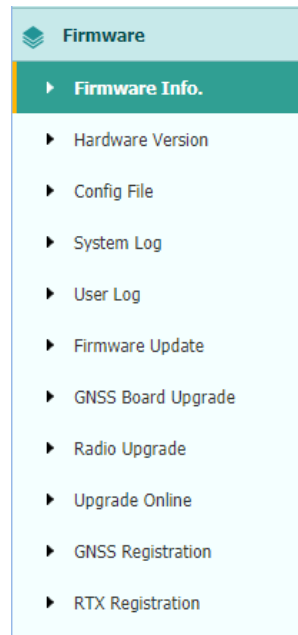 Firmware
Firmware Info.
Hardware Version
Config File
System Log
User Log
Firmware Update
GNSS Board Upgrade
Radio Upgrade
Upgrade Online
GNSS Registration
RTX Registration